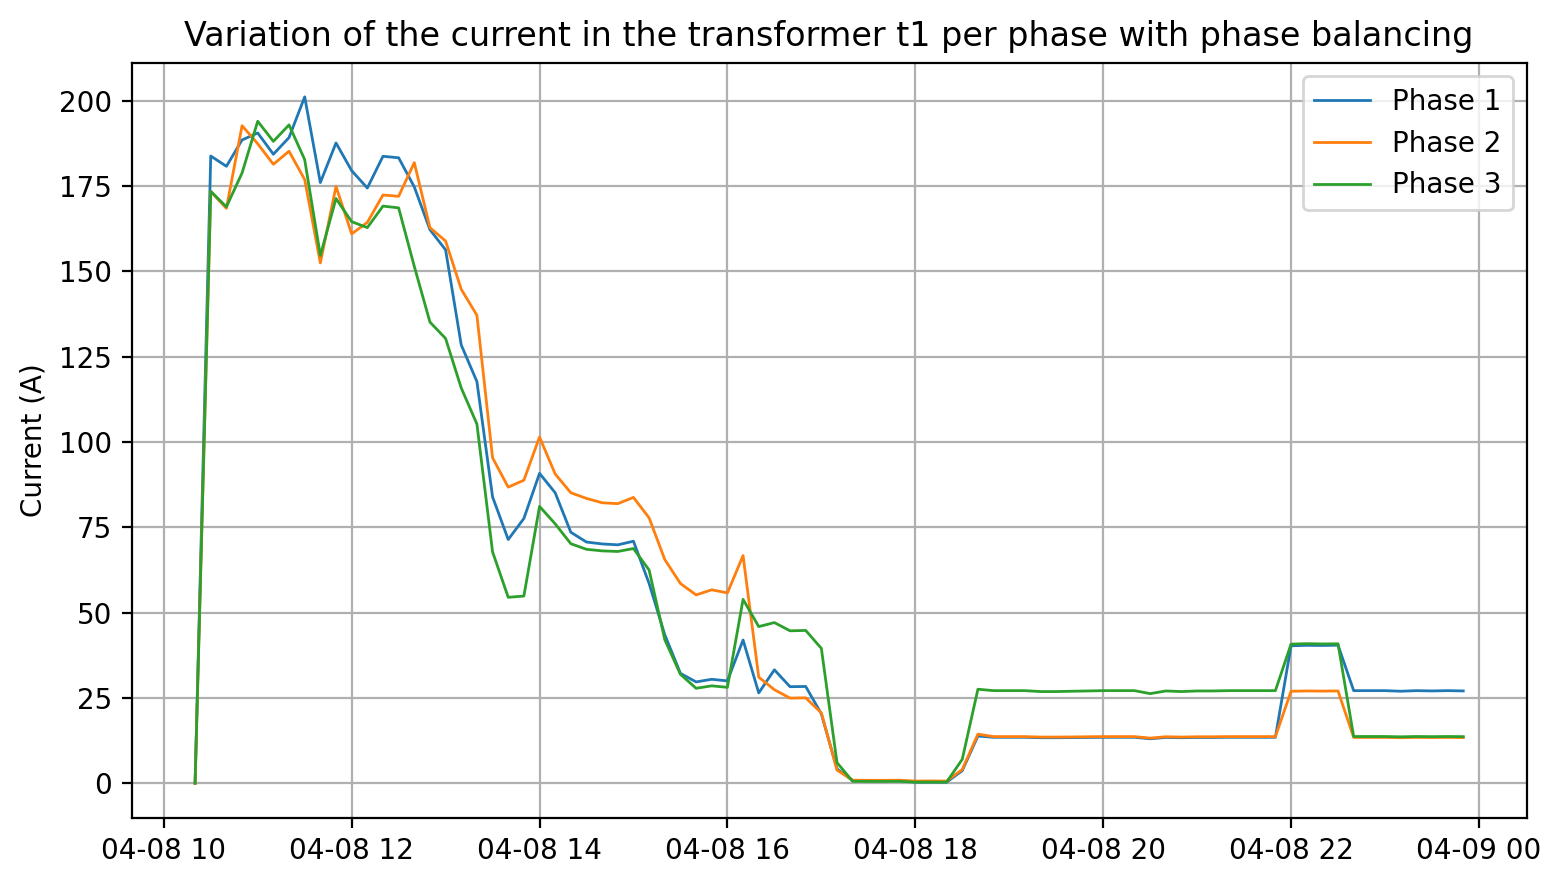 Variation of the current in the transformer t1 per phase with phase balancing
Current (A)
200
175
150
125
100
75
50
25
0
Phase 1
Phase 2
Phase 3
04-08 10 04-08 12 04-08 14 04-08 16 04-08 18 04-08 20 04-08 22 04-09 00